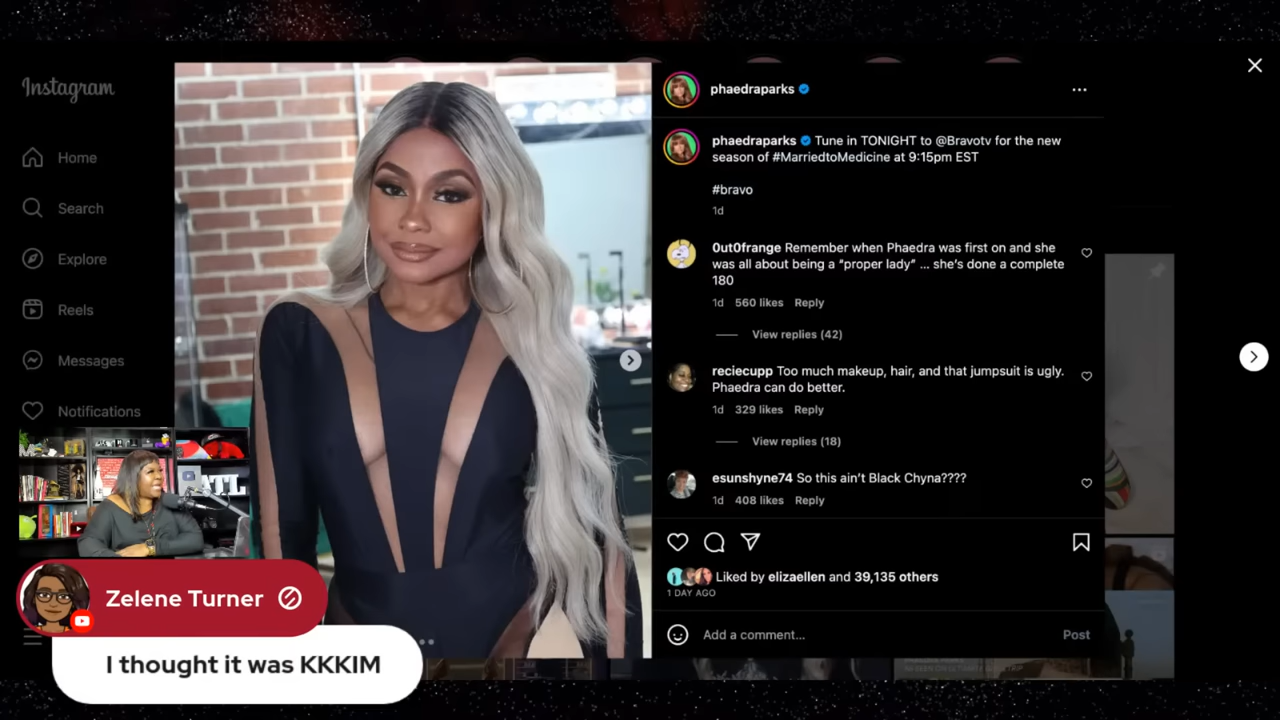 Instagram
Home
Search
Explore
Reels
Messages
Notifications
phaedraparks
phaedraparks Tune in TONIGHT to @Bravotv for the new
season of #MarriedtoMedicine at 9:15pm EST
#bravo
1d
0ut0frange Remember when Phaedra was first on and she
was all about being a “proper lady” ... she’s done a complete
180
1d 560 likes Reply
View replies (42)
reciecupp Too much makeup, hair, and that jumpsuit is ugly.
Phaedra can do better.
1d 329 likes Reply
View replies (18)
esunshyne74 So this ain’t Black Chyna????
1d 408 likes Reply
Liked by elizaellen and 39,135 others
1 DAY AGO
Add a comment...
Post
ATL
Zelene Turner
I thought it was KKKIM